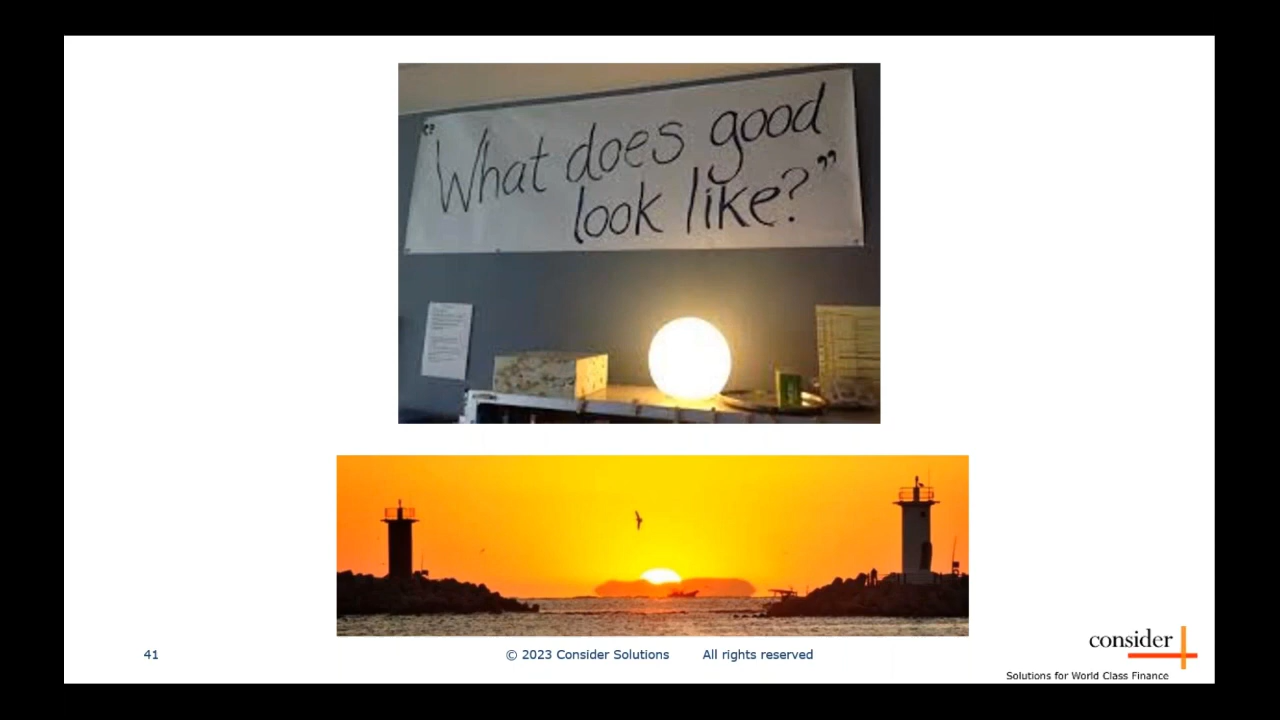 "What does good
look like?"
41
© 2023 Consider Solutions All rights reserved
consider
Solutions for World Class Finance